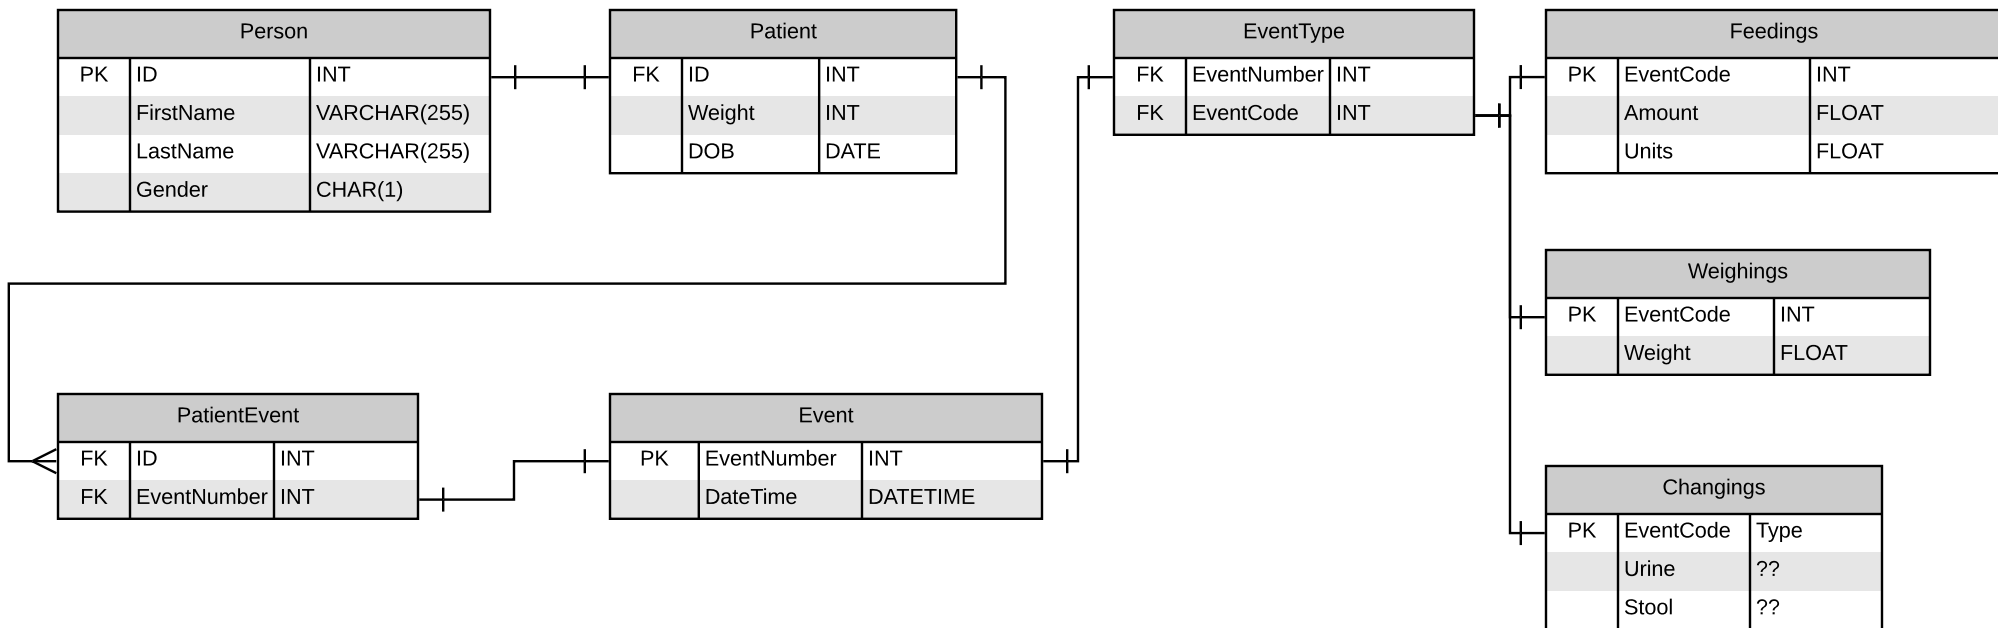 Person
PK ID INT
FirstName VARCHAR(255)
LastName VARCHAR(255)
Gender CHAR(1)
Patient
FK ID INT
Weight INT
DOB DATE
EventType
FK EventNumber INT
FK EventCode INT
Feedings
PK EventCode INT
Amount FLOAT
Units FLOAT
Weighings
PK EventCode INT
Weight FLOAT
PatientEvent
FK ID INT
FK EventNumber INT
Event
PK EventNumber INT
DateTime DATETIME
Changings
PK EventCode Type
Urine ??
Stool ??